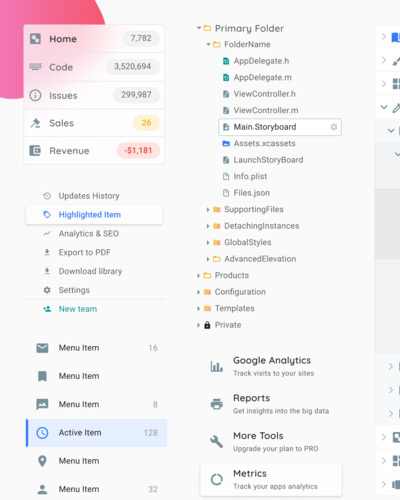 Home 7,782
Code 3,520,694
Issues 299,987
Sales 26
Revenue -$1,181
Updates History
Highlighted Item
Analytics & SEO
Export to PDF
Download library
Settings
New team
Menu Item 16
Menu Item
Menu Item 8
Active Item 128
Menu Item
Menu Item 32
Primary Folder
FolderName
AppDelegate.h
AppDelegate.m
ViewController.h
ViewController.m
Main.Storyboard
Assets.xcassets
LaunchStoryBoard
Info.plist
Files.json
SupportingFiles
DetachingInstances
GlobalStyles
AdvancedElevation
Products
Configuration
Templates
Private
Google Analytics
Track visits to your sites
Reports
Get insights into the big data
More Tools
Upgrade your plan to PRO
Metrics
Track your apps analytics